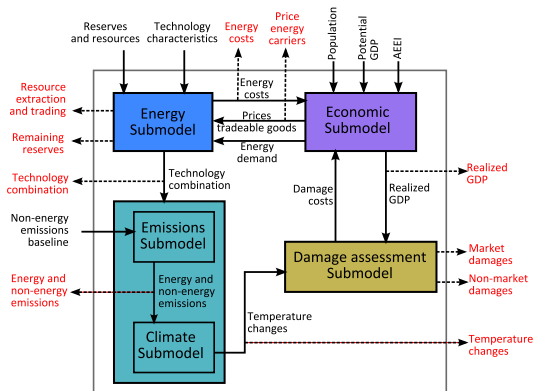 Reserves
and resources
Technology
characteristics
Energy
costs
Price
energy
carriers
Population
Potential
GDP
AEEI
Resource
extraction
and trading
Energy
Submodel
Energy
costs
Prices
tradeable goods
Energy
demand
Economic
Submodel
Remaining
reserves
Technology
combination
Technology
combination
Damage
costs
Realized
GDP
Realized
GDP
Non-energy
emissions
baseline
Emissions
Submodel
Damage assessment
Submodel
Market
damages
Non-market
damages
Energy and
non-energy
emissions
Energy and
non-energy
emissions
Climate
Submodel
Temperature
changes
Temperature
changes